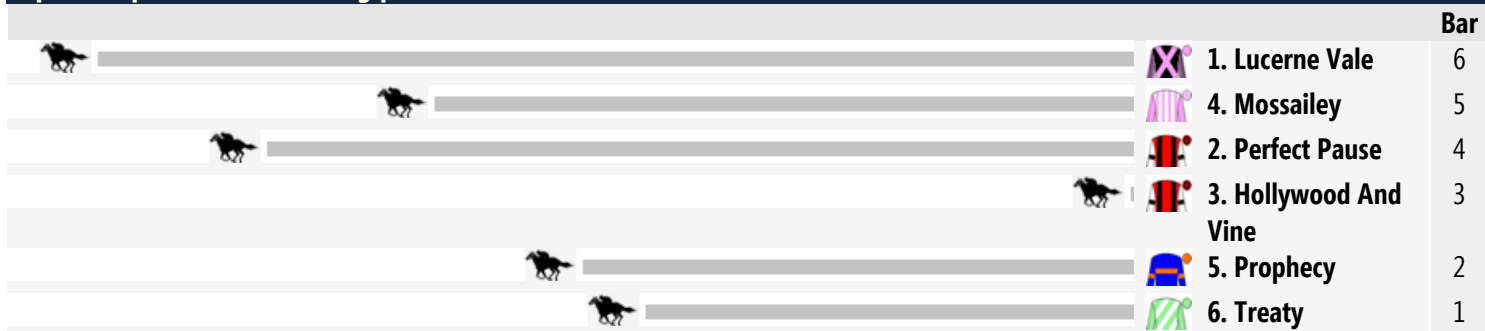 Bar
1. Lucerne Vale 6
4. Mossailey 5
2. Perfect Pause 4
3. Hollywood And 3
Vine
5. Prophecy 2
6. Treaty 1